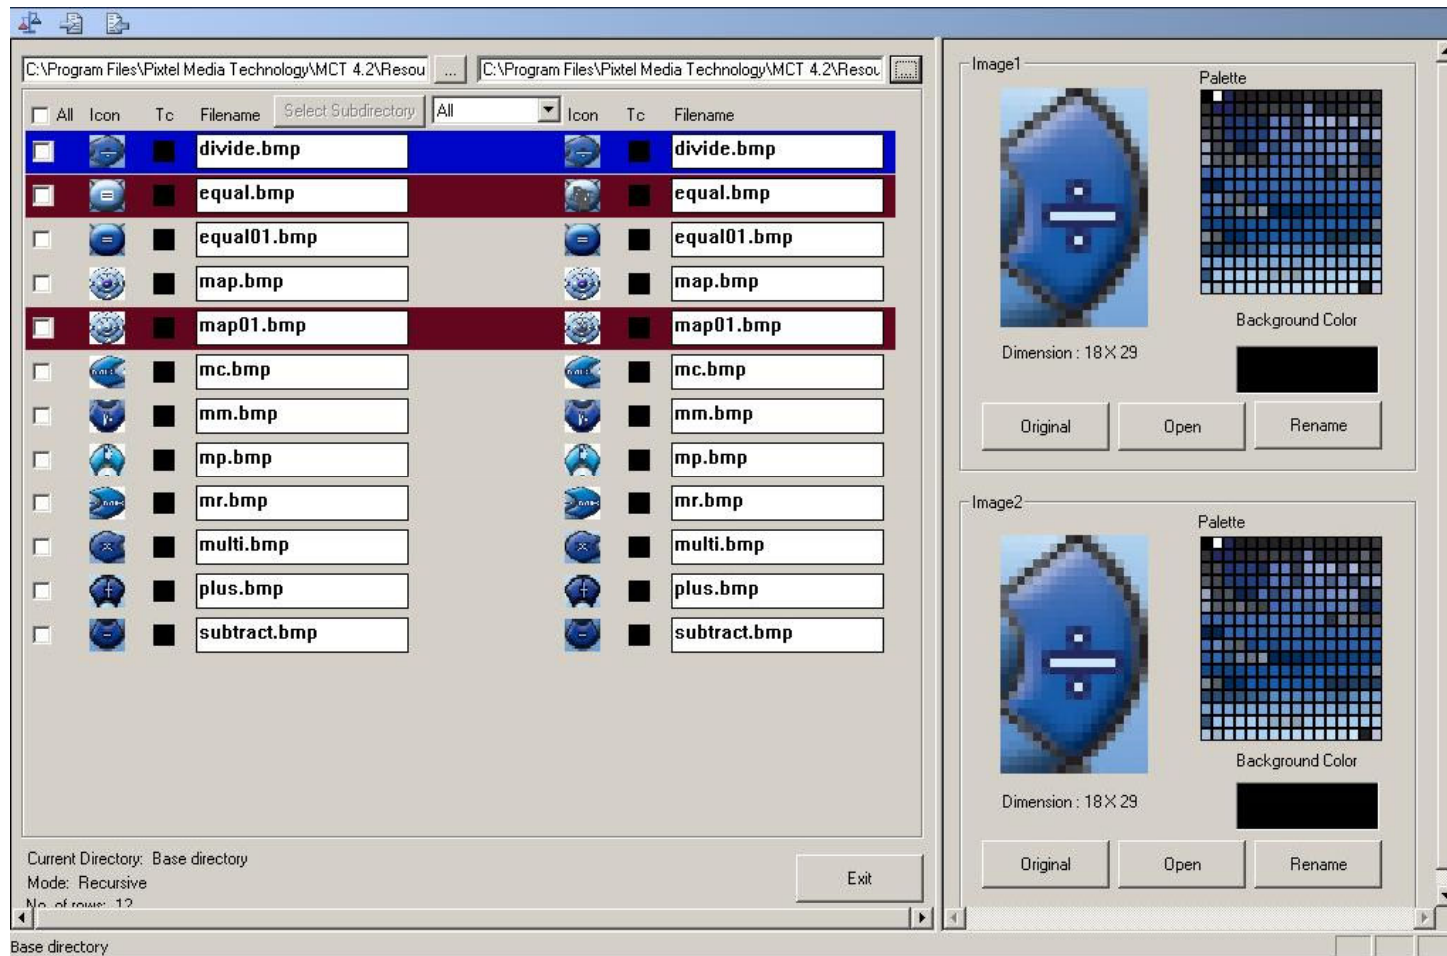 C:\Program Files\Pixtel Media Technology\MCT 4.2\Resou ... C:\Program Files\Pixtel Media Technology\MCT 4.2\Resou ...
All Icon Tc Filename Select Subdirectory All Icon Tc Filename
divide.bmp divide.bmp
equal.bmp equal.bmp
equal01.bmp equal01.bmp
map.bmp map.bmp
map01.bmp map01.bmp
mc.bmp mc.bmp
mm.bmp mm.bmp
mp.bmp mp.bmp
mr.bmp mr.bmp
multi.bmp multi.bmp
plus.bmp plus.bmp
subtract.bmp subtract.bmp
Current Directory: Base directory
Mode: Recursive
No. of rows: 12
Exit
Base directory
Image1
Palette
Background Color
Dimension : 18 X 29
Original Open Rename
Image2
Palette
Background Color
Dimension : 18 X 29
Original Open Rename